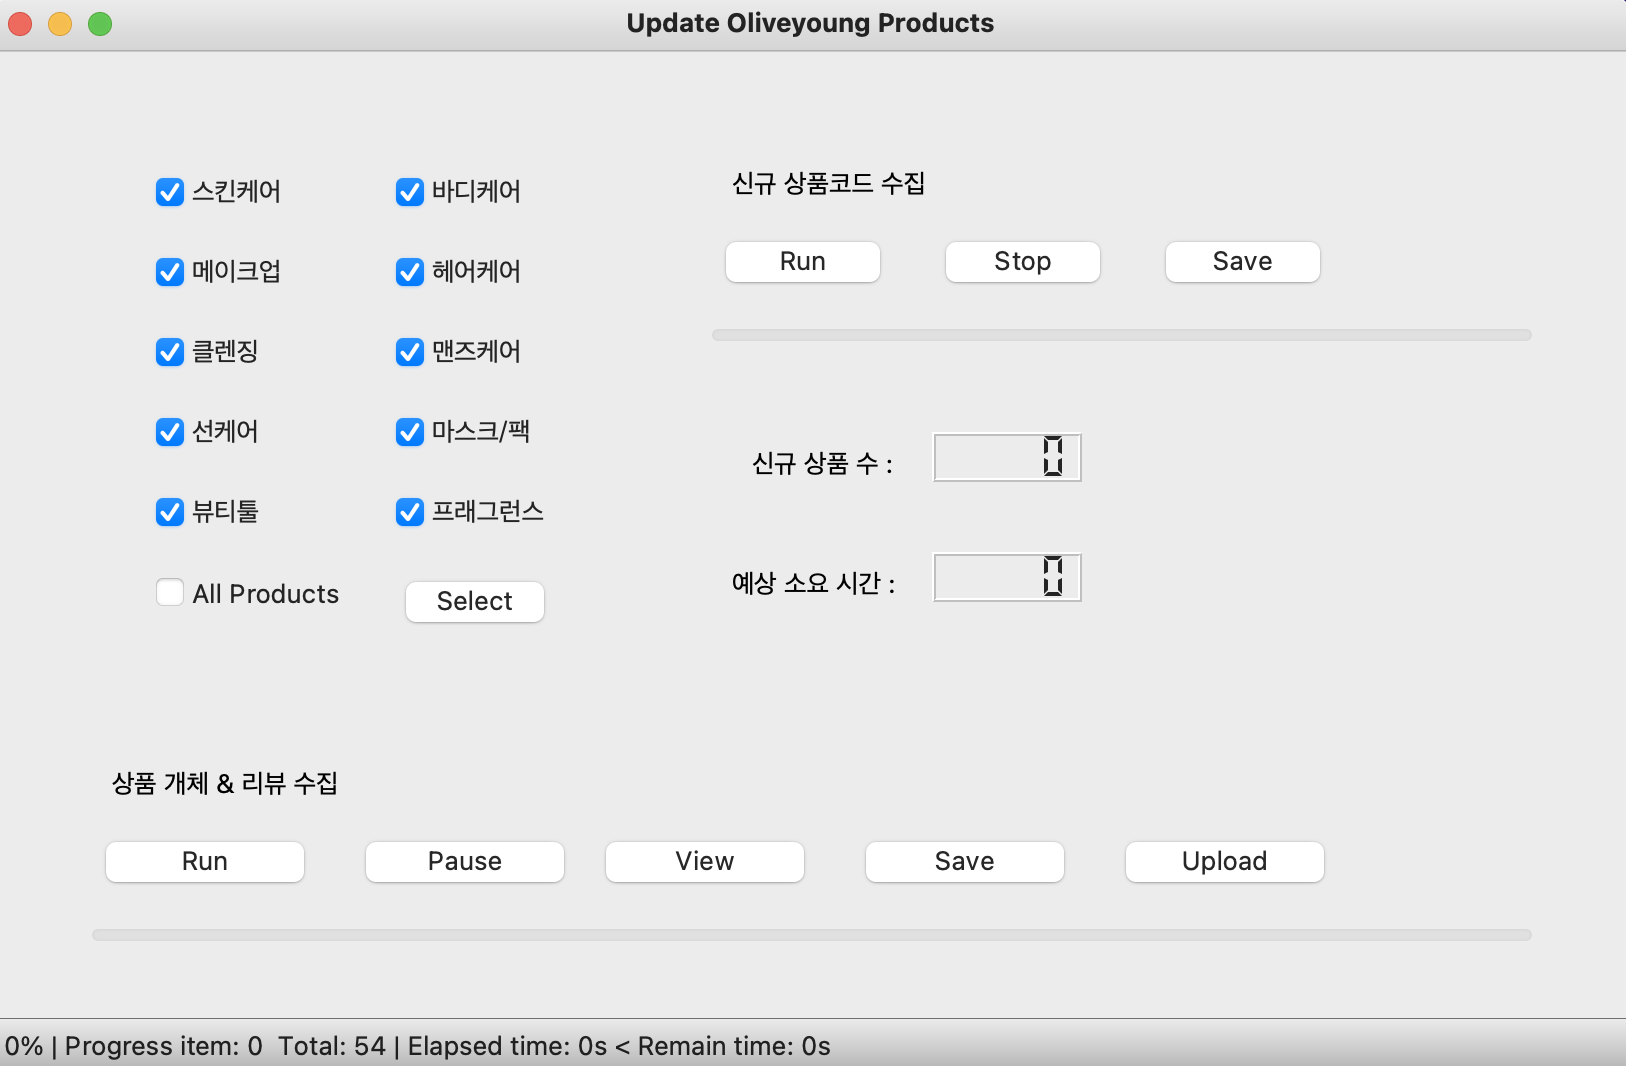 Update Oliveyoung Products
스킨케어 바디케어
메이크업 헤어케어
클렌징 맨즈케어
선케어 마스크/팩
뷰티툴 프래그런스
All Products Select
신규 상품코드 수집
Run Stop Save
신규 상품 수 : 0
예상 소요 시간 : 0
상품 개체 & 리뷰 수집
Run Pause View Save Upload
0% | Progress item: 0 Total: 54 | Elapsed time: 0s < Remain time: 0s